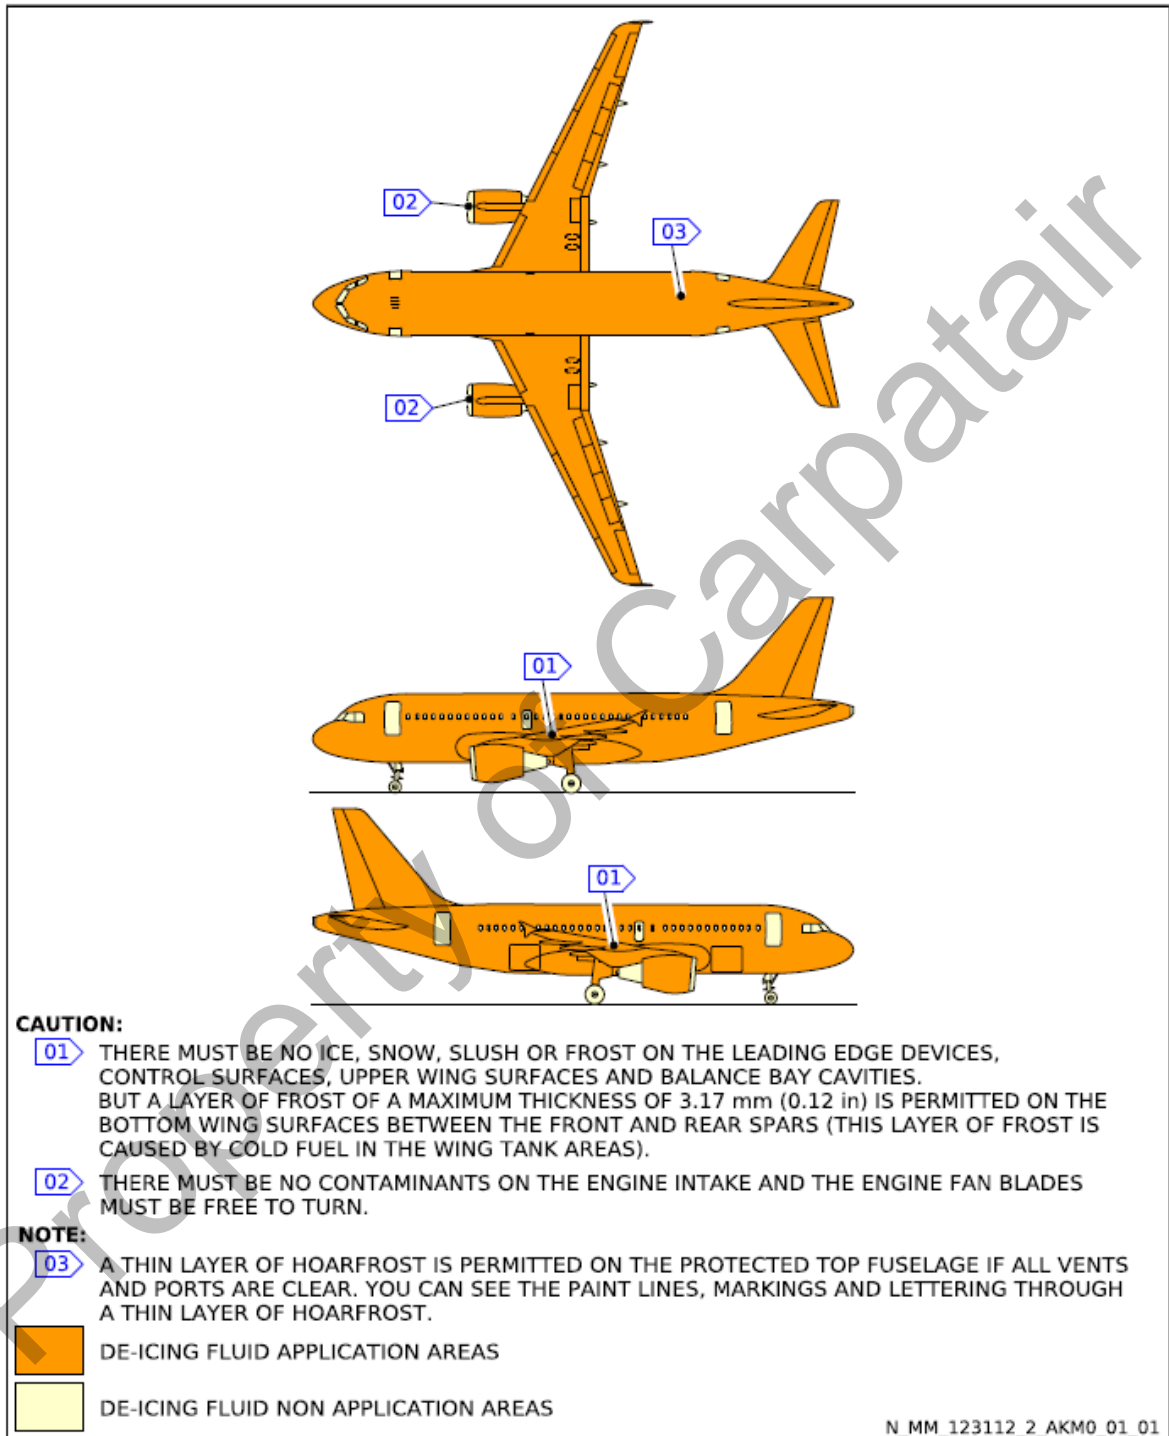 02
03
02
01
01
CAUTION:
01 THERE MUST BE NO ICE, SNOW, SLUSH OR FROST ON THE LEADING EDGE DEVICES,
CONTROL SURFACES, UPPER WING SURFACES AND BALANCE BAY CAVITIES.
BUT A LAYER OF FROST OF A MAXIMUM THICKNESS OF 3.17 mm (0.12 in) IS PERMITTED ON THE
BOTTOM WING SURFACES BETWEEN THE FRONT AND REAR SPARS (THIS LAYER OF FROST IS
CAUSED BY COLD FUEL IN THE WING TANK AREAS).
02 THERE MUST BE NO CONTAMINANTS ON THE ENGINE INTAKE AND THE ENGINE FAN BLADES
MUST BE FREE TO TURN.
NOTE:
03 A THIN LAYER OF HOARFROST IS PERMITTED ON THE PROTECTED TOP FUSELAGE IF ALL VENTS
AND PORTS ARE CLEAR. YOU CAN SEE THE PAINT LINES, MARKINGS AND LETTERING THROUGH
A THIN LAYER OF HOARFROST.
DE-ICING FLUID APPLICATION AREAS
DE-ICING FLUID NON APPLICATION AREAS
N_MM_123112_2_AKM0_01_01
Property of Carpatair